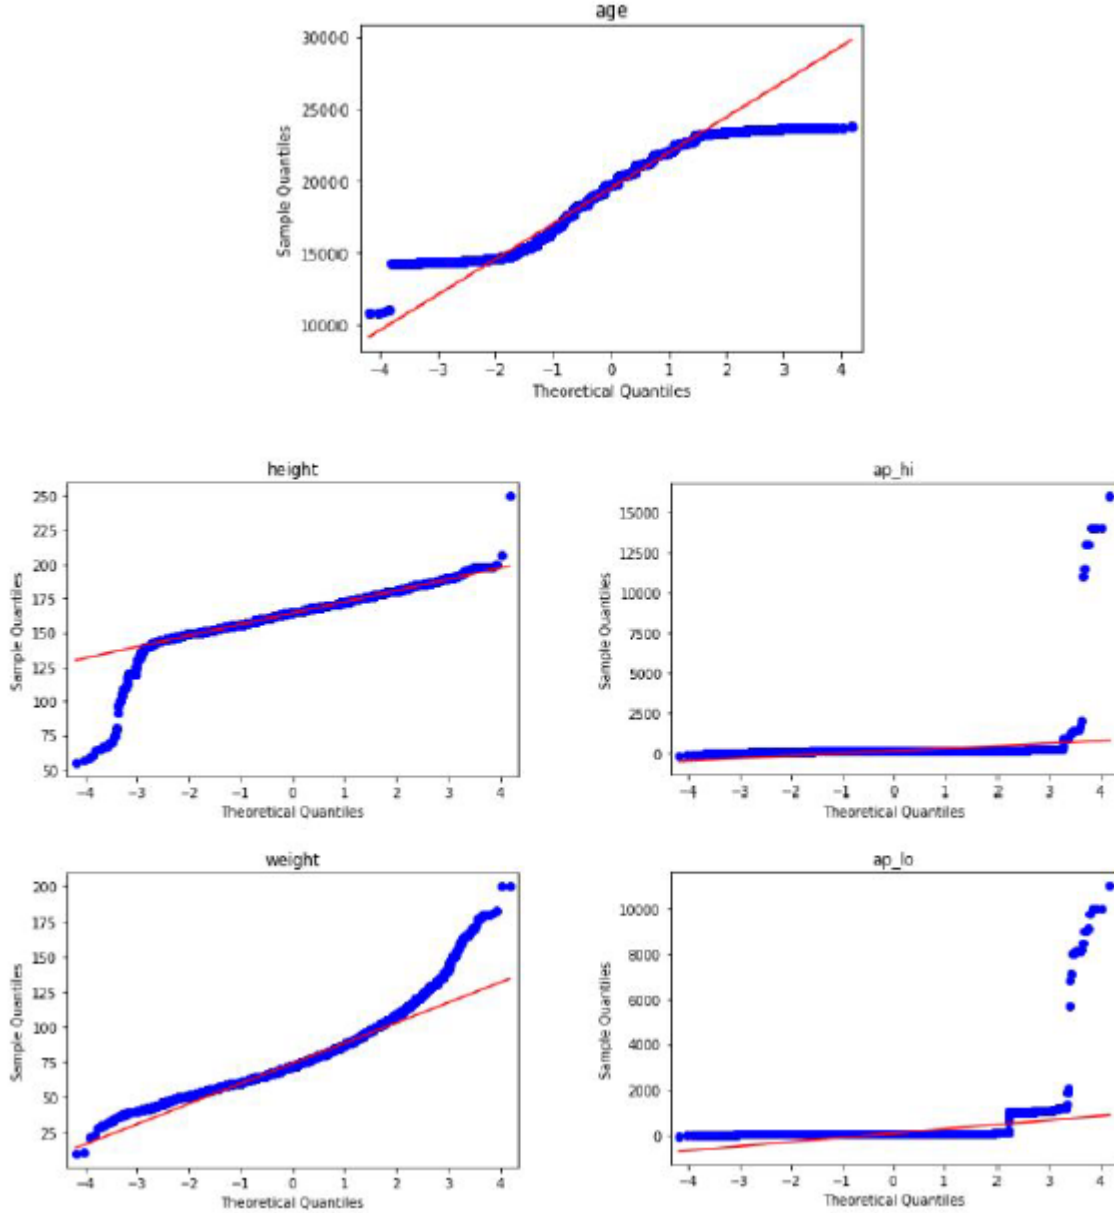 age
30000
25000
20000
15000
10000
Sample Quantiles
−4 −3 −2 −1 0 1 2 3 4
Theoretical Quantiles
height
250
225
200
175
150
125
100
75
50
Sample Quantiles
−4 −3 −2 −1 0 1 2 3 4
Theoretical Quantiles
ap_hi
15000
12500
10000
7500
5000
2500
0
Sample Quantiles
−4 −3 −2 −1 0 1 2 3 4
Theoretical Quantiles
weight
200
175
150
125
100
75
50
25
Sample Quantiles
−4 −3 −2 −1 0 1 2 3 4
Theoretical Quantiles
ap_lo
10000
8000
6000
4000
2000
0
Sample Quantiles
−4 −3 −2 −1 0 1 2 3 4
Theoretical Quantiles